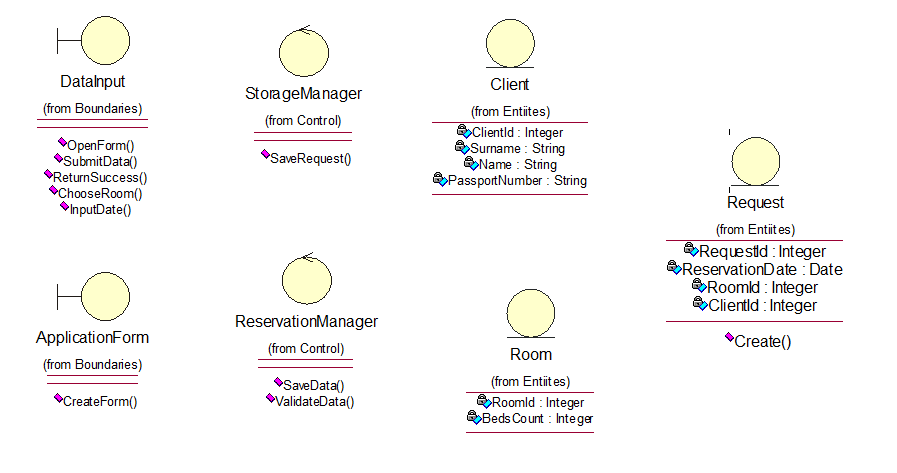 DataInput
(from Boundaries)
OpenForm()
SubmitData()
ReturnSuccess()
ChooseRoom()
InputDate()
StorageManager
(from Control)
SaveRequest()
Client
(from Entiites)
ClientId : Integer
Surname : String
Name : String
PassportNumber : String
Request
(from Entiites)
RequestId : Integer
ReservationDate : Date
RoomId : Integer
ClientId : Integer
Create()
ApplicationForm
(from Boundaries)
CreateForm()
ReservationManager
(from Control)
SaveData()
ValidateData()
Room
(from Entiites)
RoomId : Integer
BedsCount : Integer